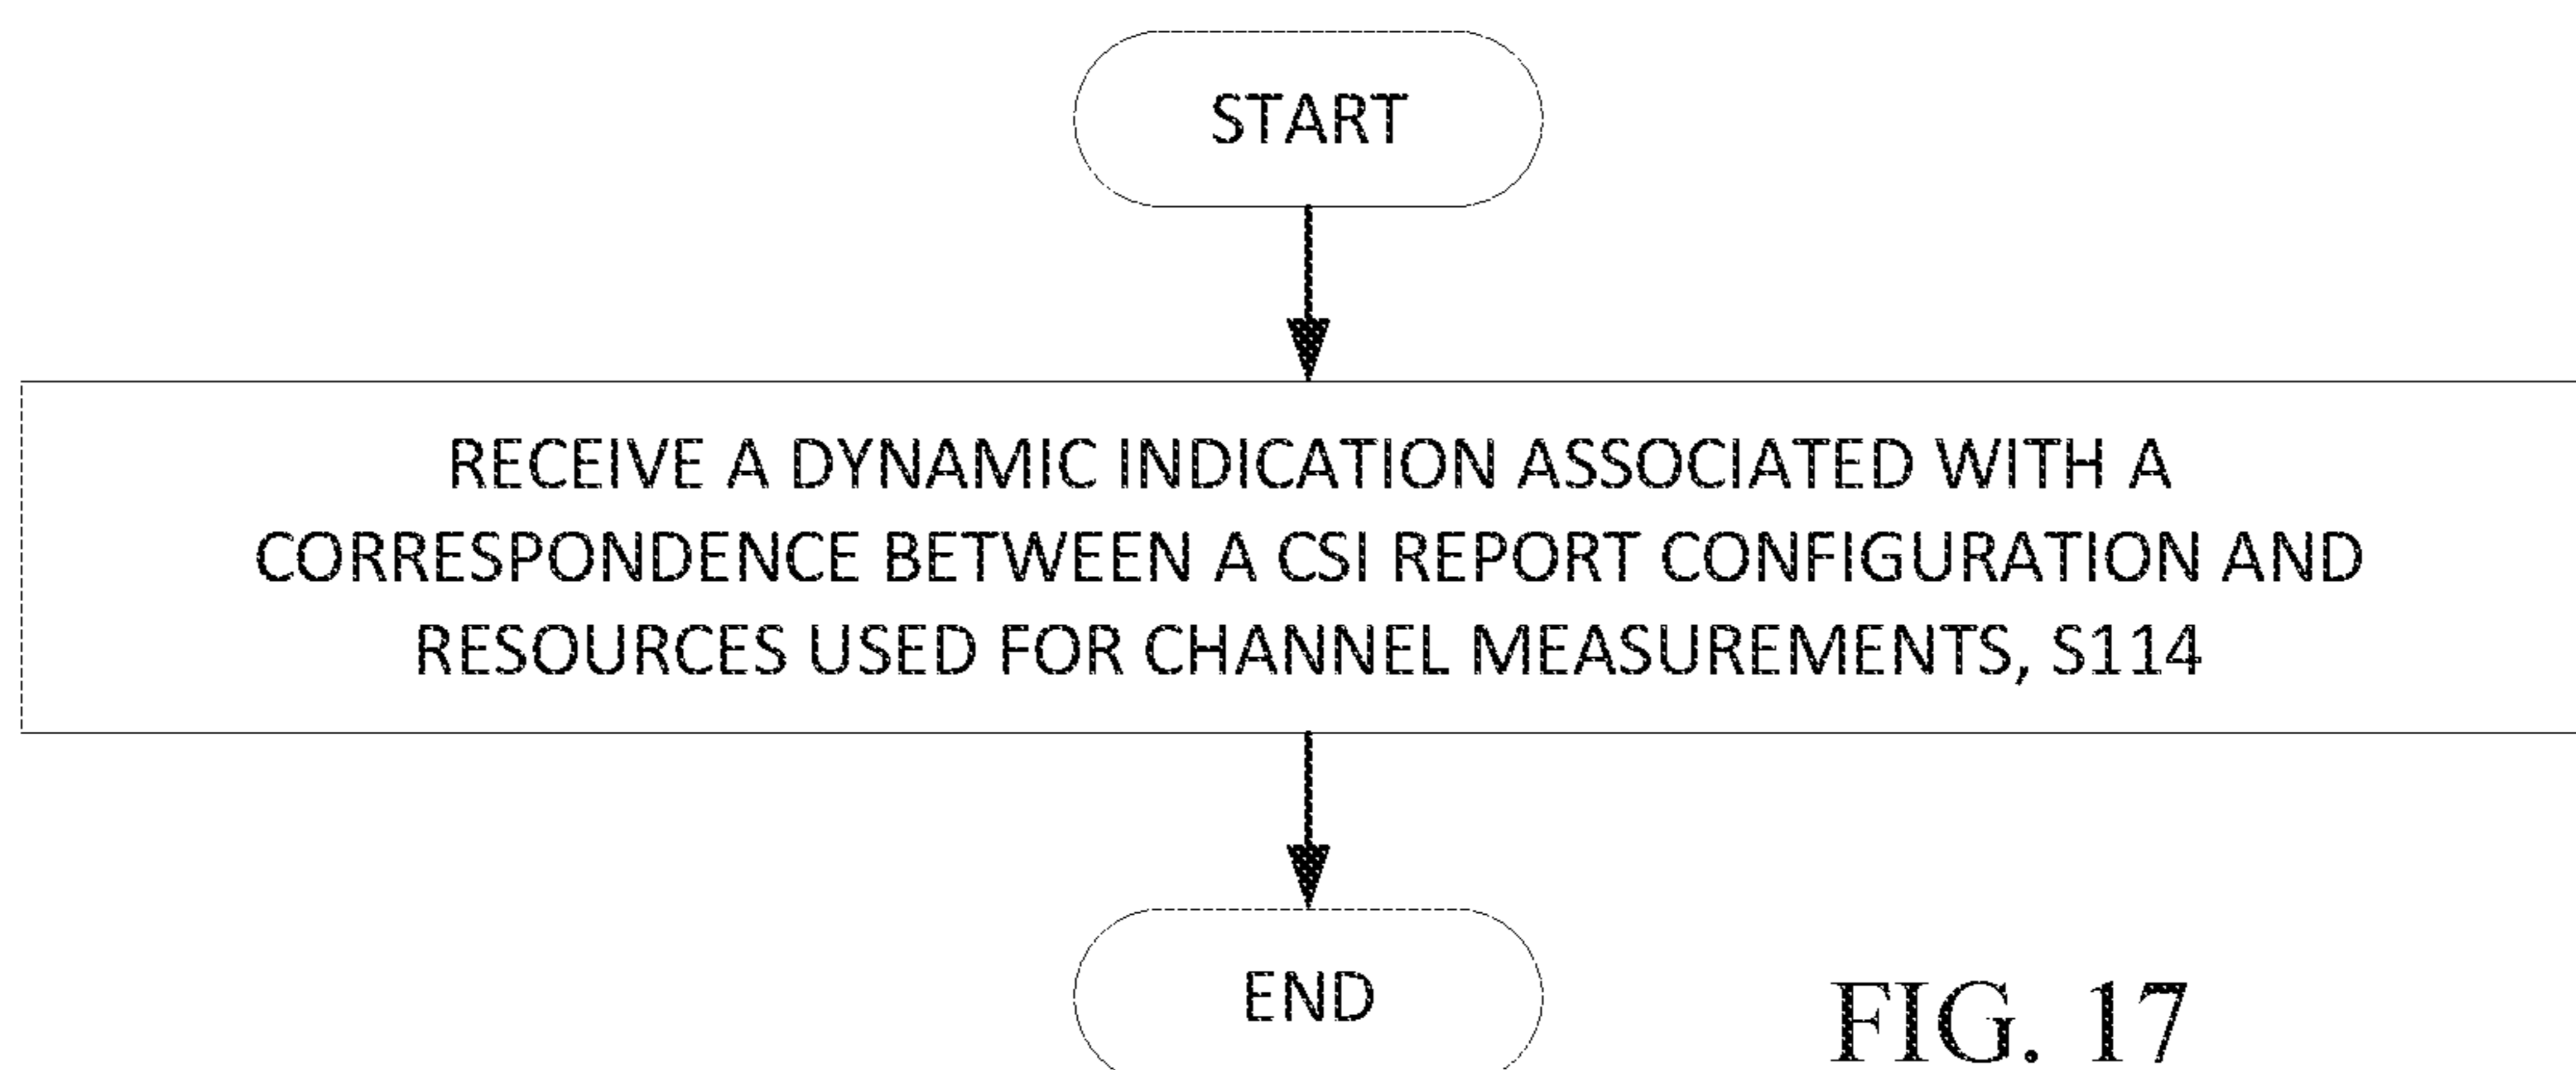 START
RECEIVE A DYNAMIC INDICATION ASSOCIATED WITH A
CORRESPONDENCE BETWEEN A CSI REPORT CONFIGURATION AND
RESOURCES USED FOR CHANNEL MEASUREMENTS, S114
END
FIG. 17